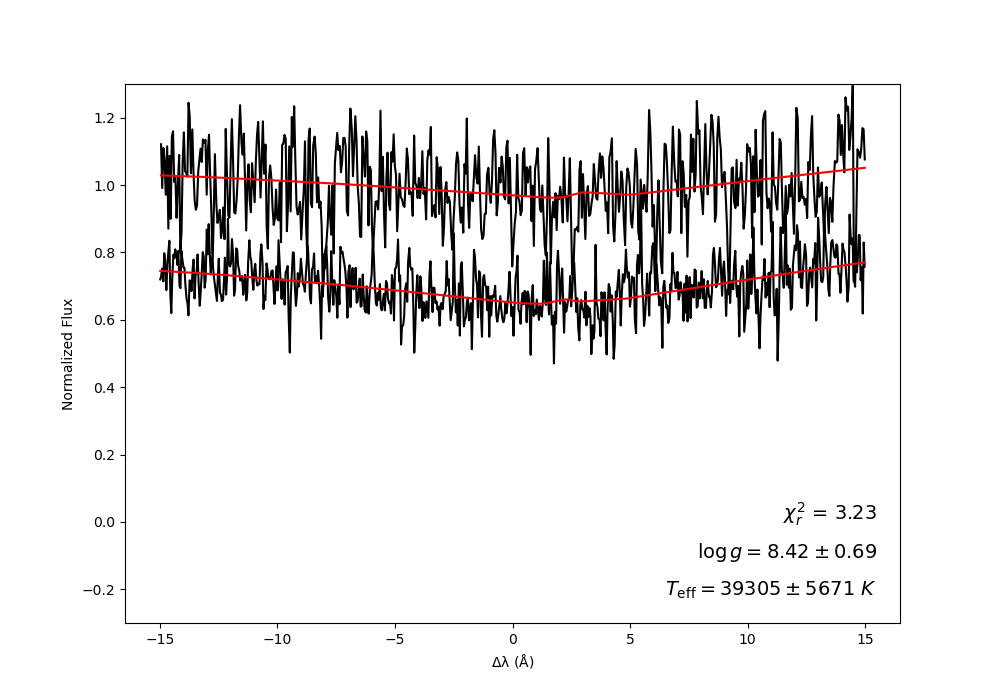 1.2
1.0
0.8
0.6
0.4
0.2
0.0
−0.2
Normalized Flux
χ²ᵣ = 3.23
log g = 8.42 ± 0.69
T_eff = 39305 ± 5671 K
−15 −10 −5 0 5 10 15
Δλ (Å)